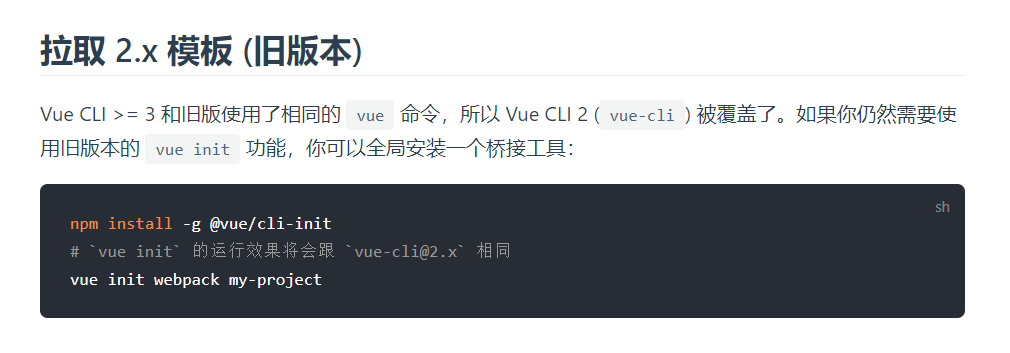 拉取 2.x 模板 (旧版本)
Vue CLI >= 3 和旧版使用了相同的 vue 命令，所以 Vue CLI 2 (vue-cli) 被覆盖了。如果你仍然需要使
用旧版本的 vue init 功能，你可以全局安装一个桥接工具：
sh
npm install -g @vue/cli-init
# `vue init` 的运行效果将会跟 `vue-cli@2.x` 相同
vue init webpack my-project